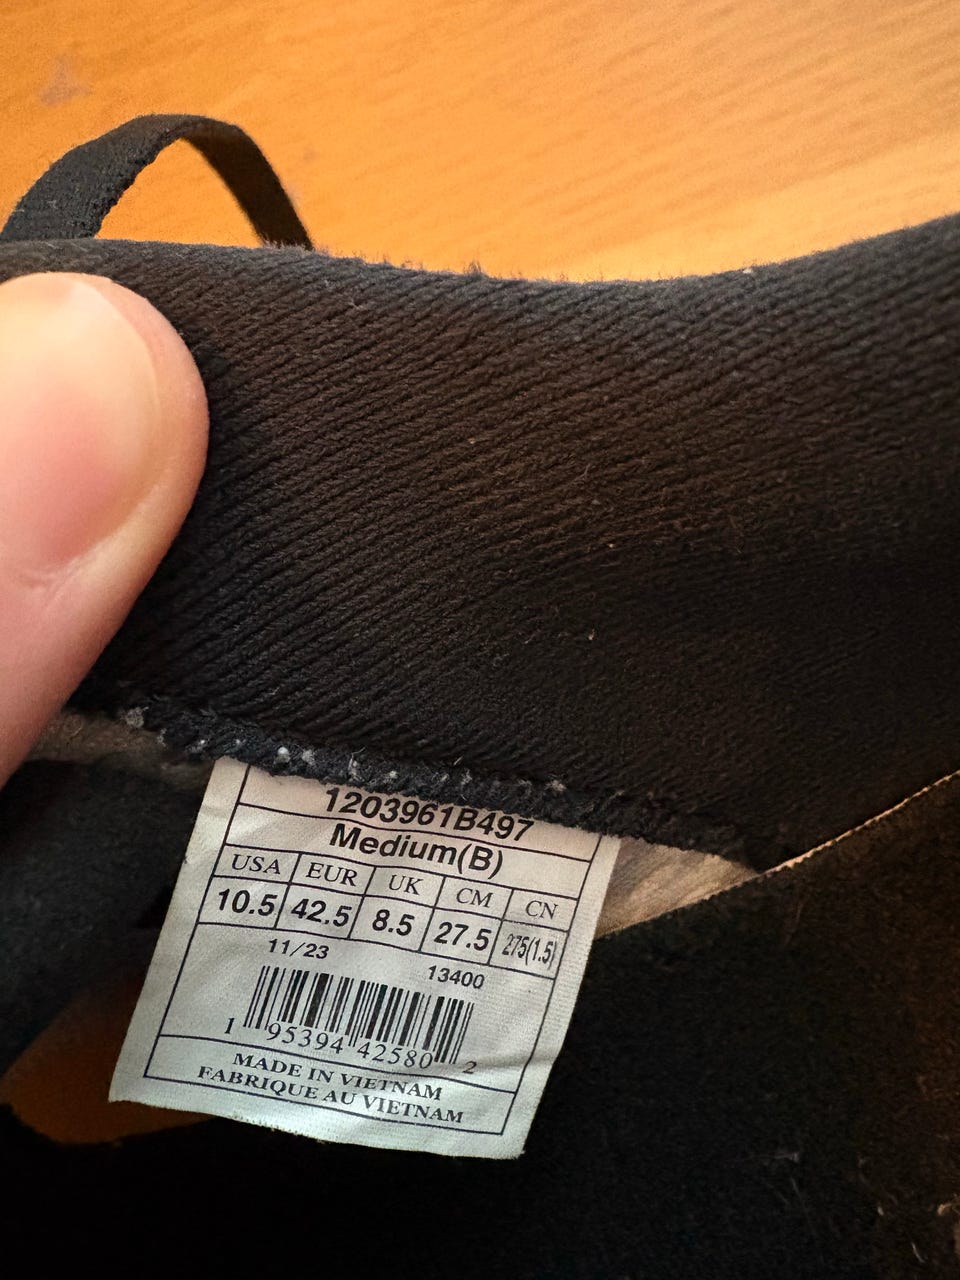 1203961B497
Medium(B)
USA EUR UK CM CN
10.5 42.5 8.5 27.5 275(1.5)
11/23 13400
1 95394 42580 2
MADE IN VIETNAM
FABRIQUE AU VIETNAM